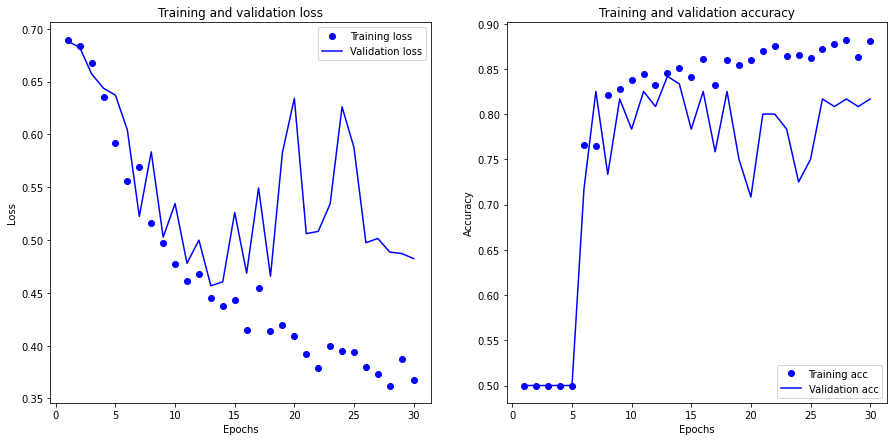 Training and validation loss
Training loss
Validation loss
0.70
0.65
0.60
0.55
0.50
0.45
0.40
0.35
Loss
0 5 10 15 20 25 30
Epochs
Training and validation accuracy
0.90
0.85
0.80
0.75
0.70
0.65
0.60
0.55
0.50
Accuracy
Training acc
Validation acc
0 5 10 15 20 25 30
Epochs